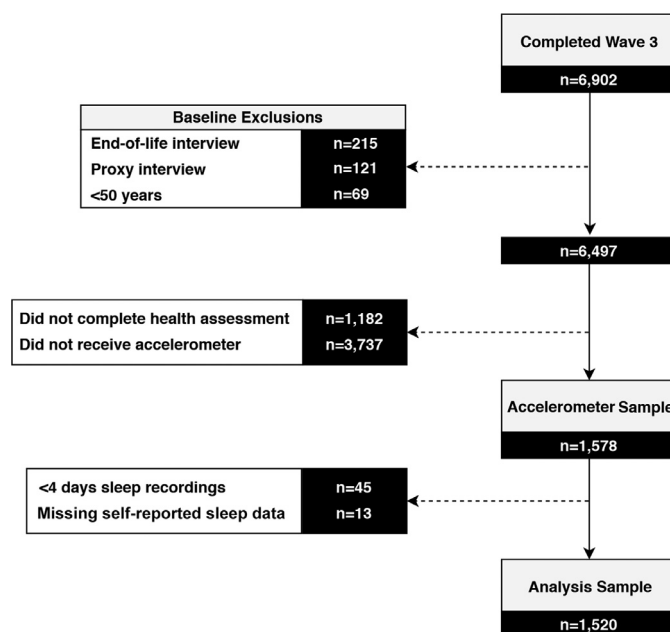 Completed Wave 3
n=6,902
Baseline Exclusions
End-of-life interview n=215
Proxy interview n=121
<50 years n=69
n=6,497
Did not complete health assessment n=1,182
Did not receive accelerometer n=3,737
Accelerometer Sample
n=1,578
<4 days sleep recordings n=45
Missing self-reported sleep data n=13
Analysis Sample
n=1,520